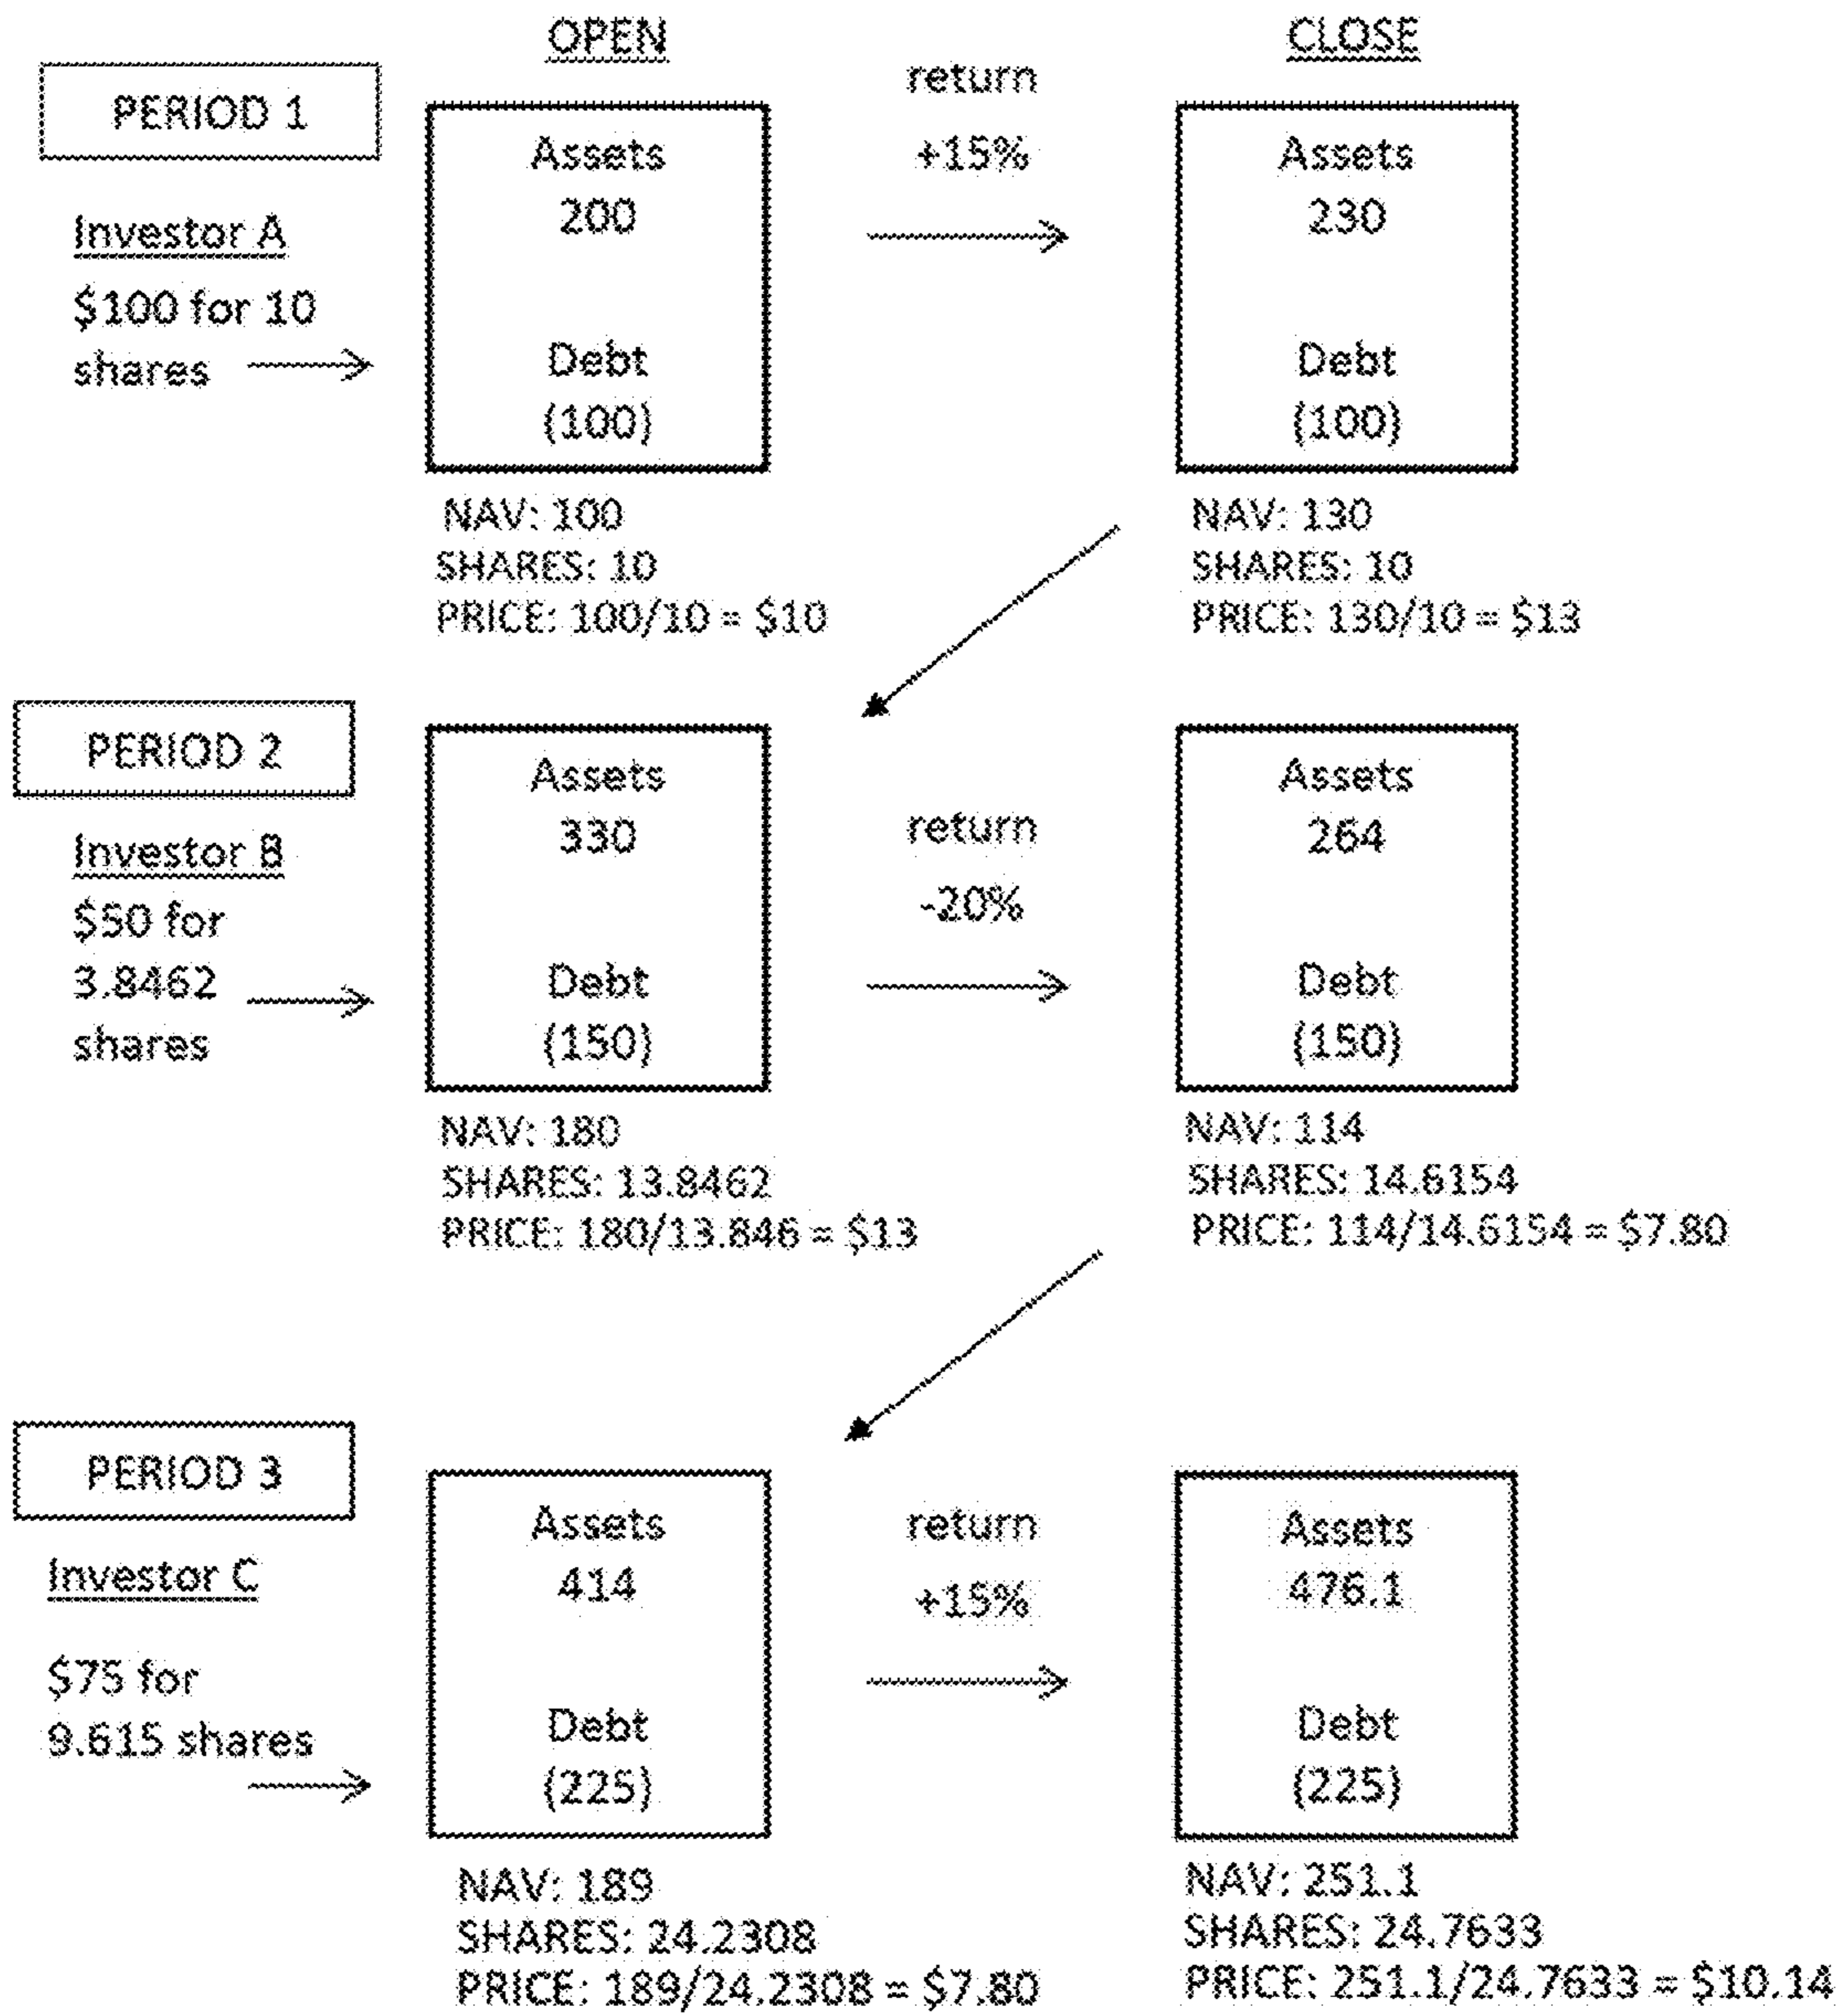 OPEN
CLOSE
PERIOD 1
Investor A
$100 for 10
shares
Assets
200
Debt
(100)
NAV: 100
SHARES: 10
PRICE: 100/10 = $10
return
+15%
Assets
230
Debt
(100)
NAV: 130
SHARES: 10
PRICE: 130/10 = $13
PERIOD 2
Investor B
$50 for
3.8462
shares
Assets
330
Debt
(150)
NAV: 180
SHARES: 13.8462
PRICE: 180/13.846 = $13
return
-20%
Assets
264
Debt
(150)
NAV: 114
SHARES: 14.6154
PRICE: 114/14.6154 = $7.80
PERIOD 3
Investor C
$75 for
9.615 shares
Assets
414
Debt
(225)
NAV: 189
SHARES: 24.2308
PRICE: 189/24.2308 = $7.80
return
+15%
Assets
476.1
Debt
(225)
NAV: 251.1
SHARES: 24.7633
PRICE: 251.1/24.7633 = $10.14